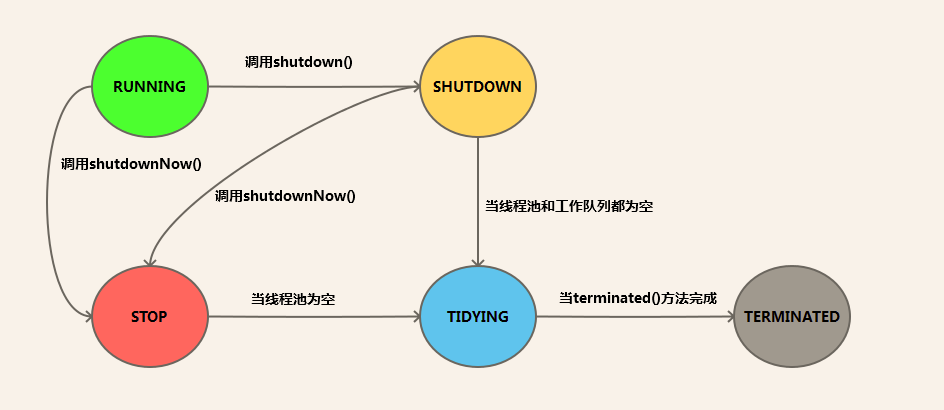 调用shutdown()
RUNNING
SHUTDOWN
调用shutdownNow()
调用shutdownNow()
当线程池和工作队列都为空
当线程池为空
当terminated()方法完成
STOP
TIDYING
TERMINATED